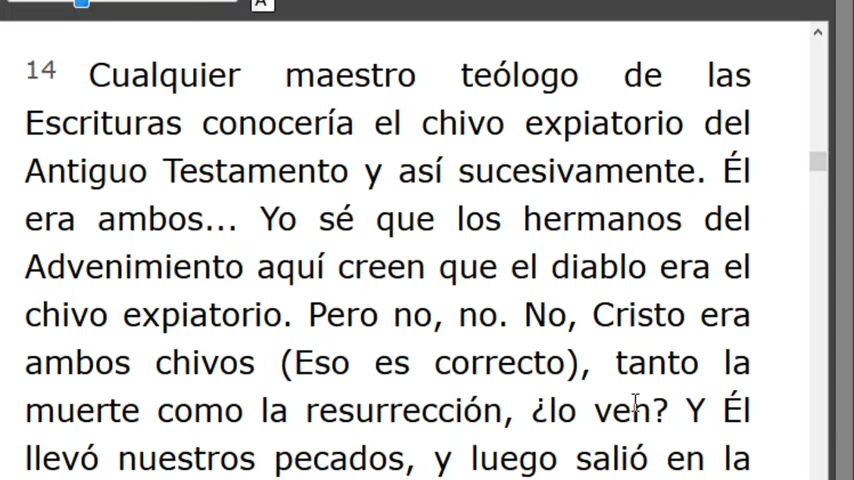 A
14 Cualquier maestro teólogo de las
Escrituras conocería el chivo expiatorio del
Antiguo Testamento y así sucesivamente. Él
era ambos... Yo sé que los hermanos del
Advenimiento aquí creen que el diablo era el
chivo expiatorio. Pero no, no. No, Cristo era
ambos chivos (Eso es correcto), tanto la
muerte como la resurrección, ¿lo ven? Y Él
llevó nuestros pecados, y luego salió en la